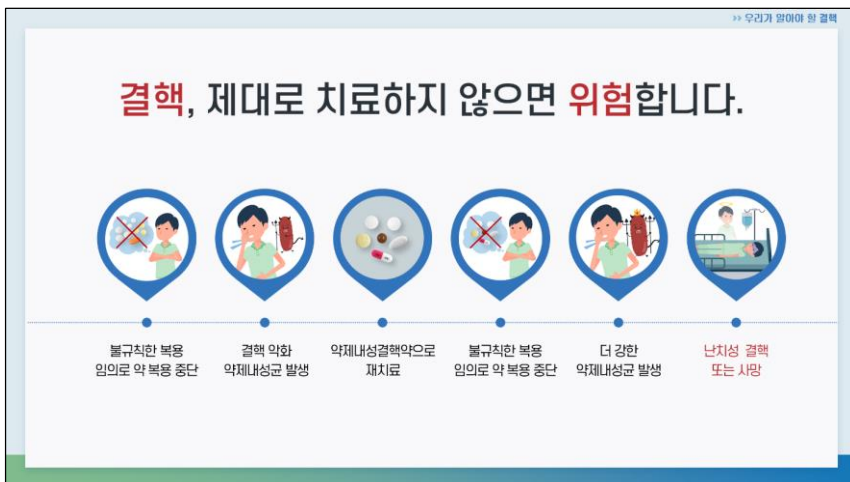 >> 우리가 알아야 할 결핵
결핵, 제대로 치료하지 않으면 위험합니다.
불규칙한 복용
임의로 약 복용 중단
결핵 악화
약제내성균 발생
약제내성결핵약으로
재치료
불규칙한 복용
임의로 약 복용 중단
더 강한
약제내성균 발생
난치성 결핵
또는 사망